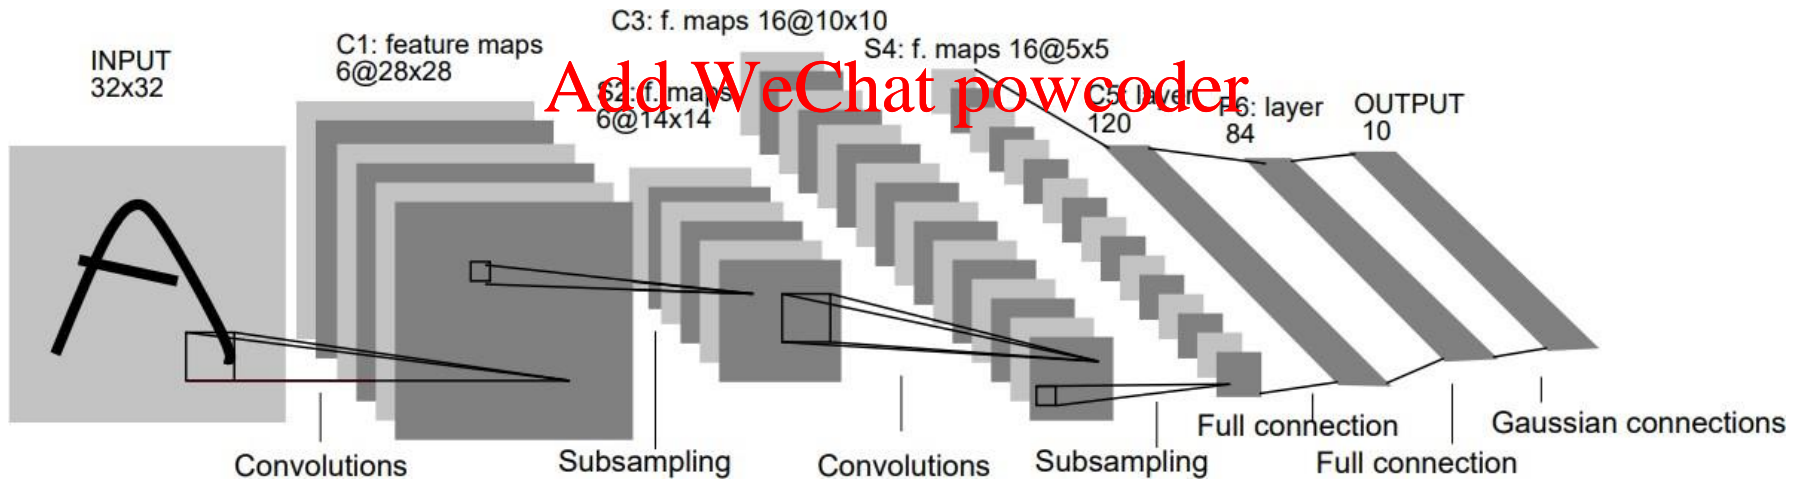 INPUT
32x32
C1: feature maps
6@28x28
S2: f. maps
6@14x14
C3: f. maps 16@10x10
S4: f. maps 16@5x5
C5: layer
120
F6: layer
84
OUTPUT
10
Add WeChat powcoder
Convolutions
Subsampling
Convolutions
Subsampling
Full connection
Full connection
Gaussian connections